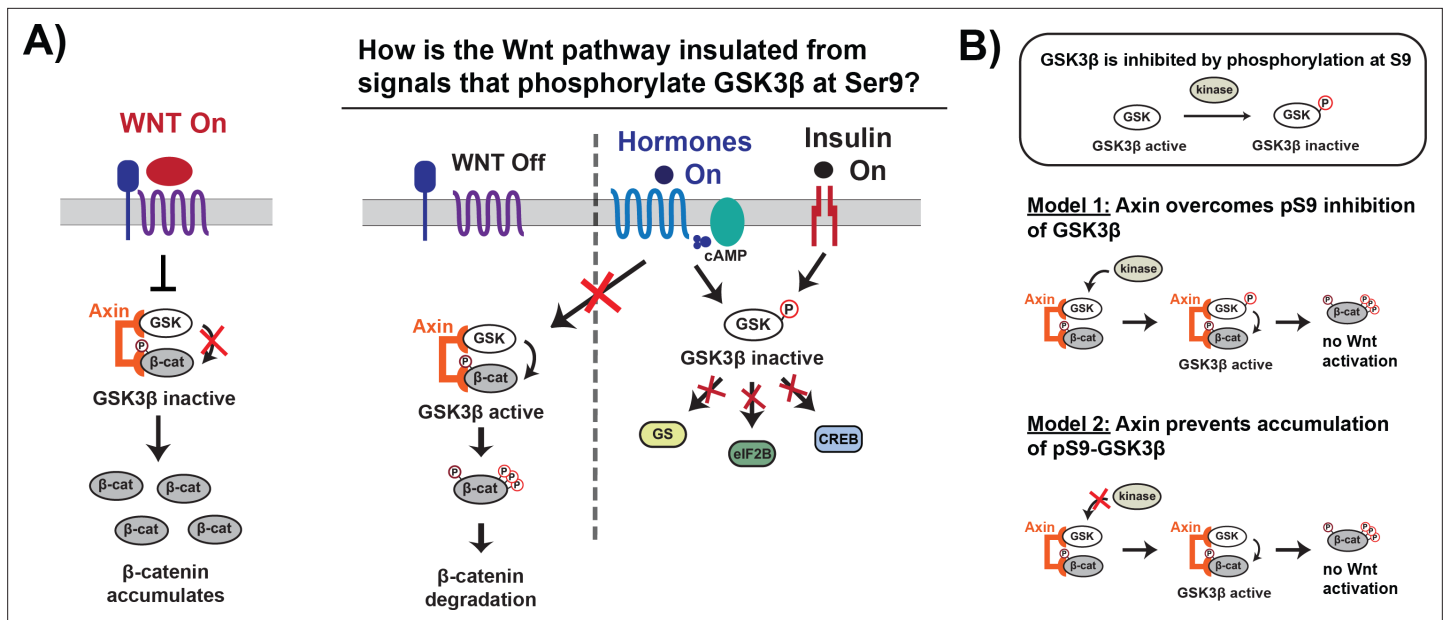 A)
How is the Wnt pathway insulated from
signals that phosphorylate GSK3β at Ser9?
WNT On
Axin
GSK
P
β-cat
GSK3β inactive
β-cat
β-cat
β-cat
β-cat
β-catenin
accumulates
WNT Off
Axin
GSK
P
β-cat
GSK3β active
P
β-cat
P
P
P
β-catenin
degradation
Hormones
On
cAMP
Insulin
On
GSK
P
GSK3β inactive
GS
eIF2B
CREB
B)
GSK3β is inhibited by phosphorylation at S9
kinase
GSK
GSK
P
GSK3β active
GSK3β inactive
Model 1: Axin overcomes pS9 inhibition
of GSK3β
kinase
Axin
GSK
P
β-cat
Axin
GSK
P
P
β-cat
GSK3β active
P
β-cat
P
P
P
no Wnt
activation
Model 2: Axin prevents accumulation
of pS9-GSK3β
kinase
Axin
GSK
P
β-cat
Axin
GSK
P
β-cat
GSK3β active
P
β-cat
P
P
P
no Wnt
activation